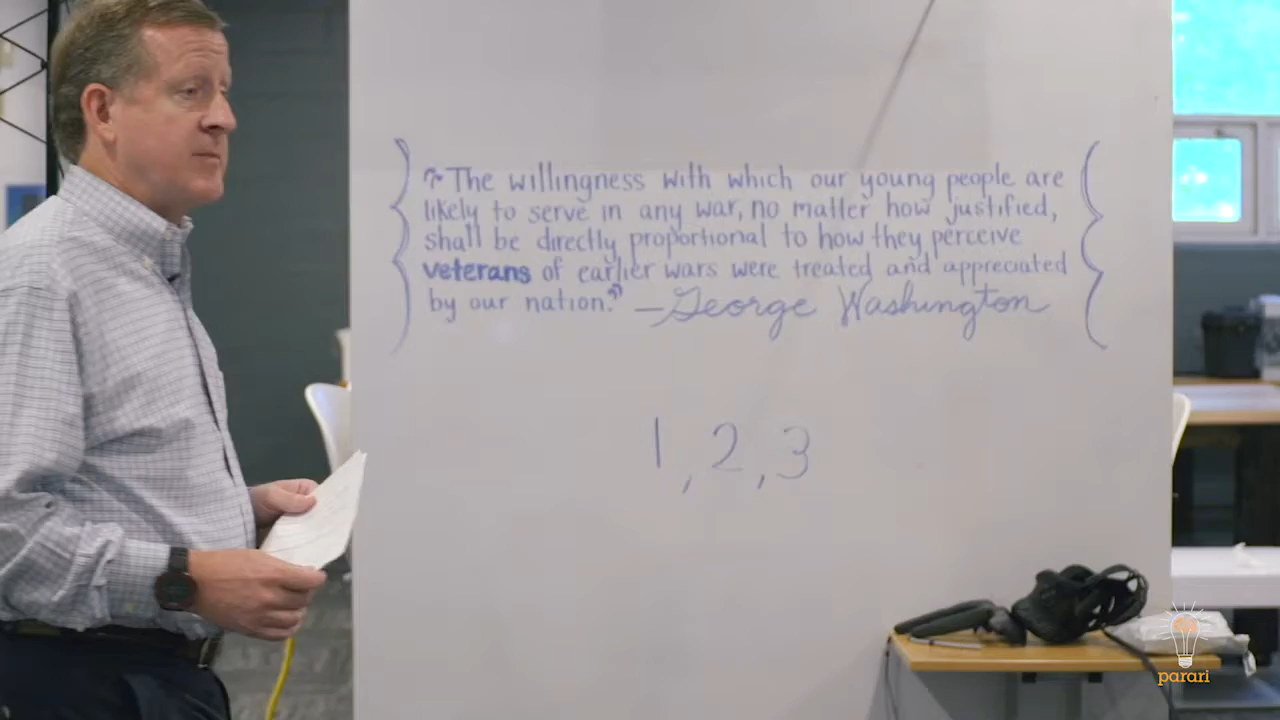 "The willingness with which our young people are
likely to serve in any war, no matter how justified,
shall be directly proportional to how they perceive
veterans of earlier wars were treated and appreciated
by our nation." —George Washington
1, 2, 3
parari